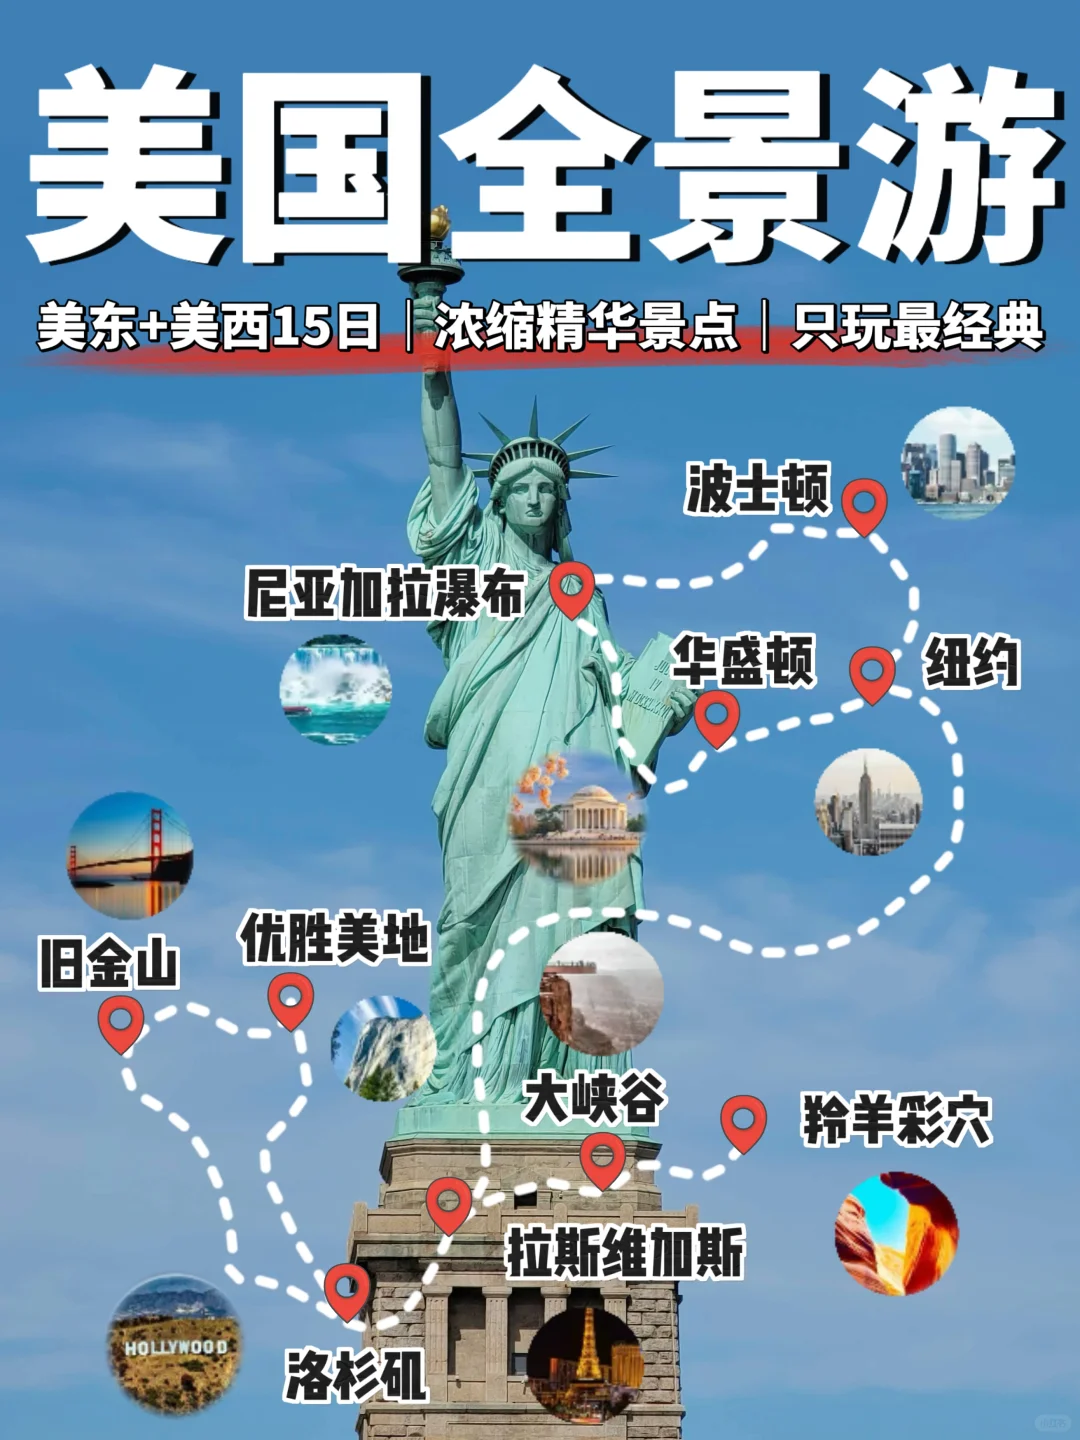 美国全景游
美东+美西15日｜浓缩精华景点｜只玩最经典
波士顿
尼亚加拉瀑布
华盛顿
纽约
优胜美地
旧金山
大峡谷
羚羊彩穴
拉斯维加斯
HOLLYWOOD
洛杉矶